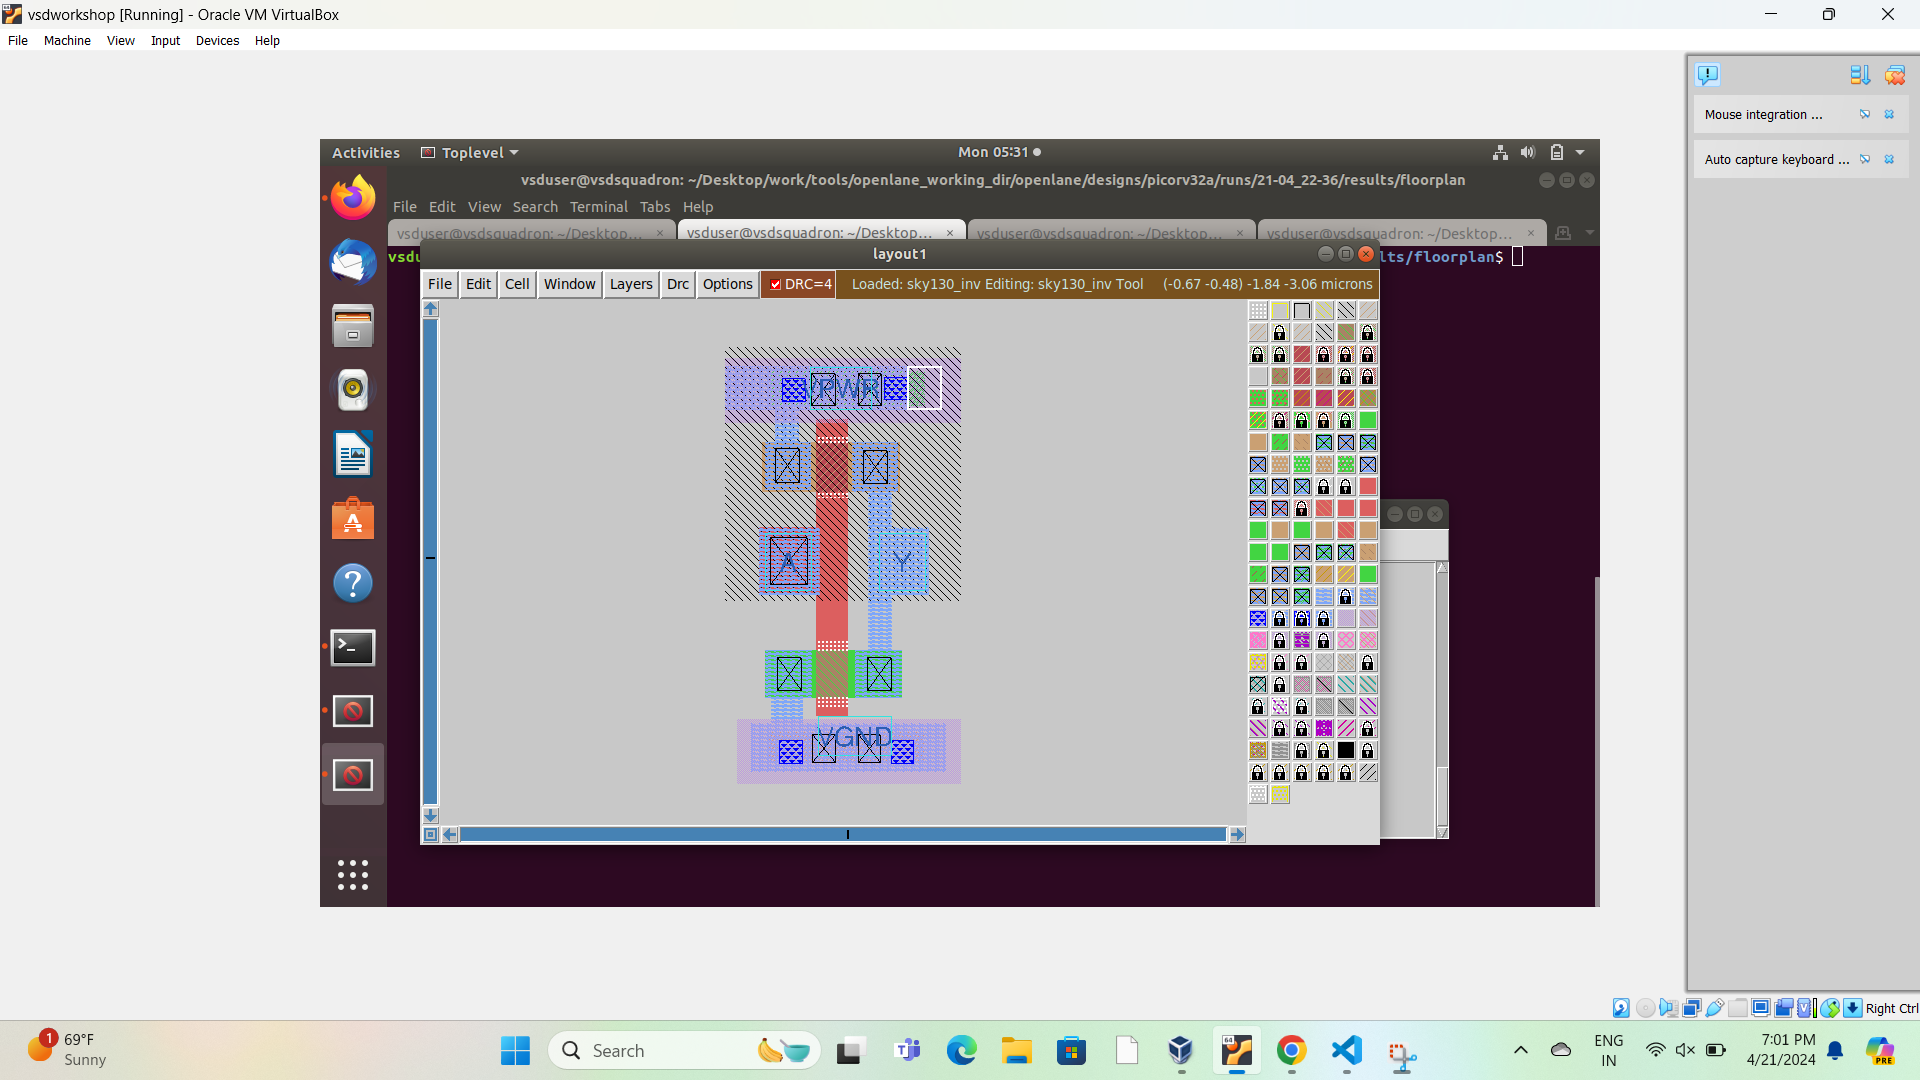 vsdworkshop [Running] - Oracle VM VirtualBox
File Machine View Input Devices Help
Mouse integration ...
Auto capture keyboard ...
Activities Toplevel Mon 05:31
vsduser@vsdsquadron: ~/Desktop/work/tools/openlane_working_dir/openlane/designs/picorv32a/runs/21-04_22-36/results/floorplan
File Edit View Search Terminal Tabs Help
vsduser@vsdsquadron: ~/Desktop... × vsduser@vsdsquadron: ~/Desktop... × vsduser@vsdsquadron: ~/Desktop... × vsduser@vsdsquadron: ~/Desktop... ×
vsdu lts/floorplan$
layout1
File Edit Cell Window Layers Drc Options DRC=4 Loaded: sky130_inv Editing: sky130_inv Tool (-0.67 -0.48) -1.84 -3.06 microns
VPWR
A Y
VGND
Right Ctrl
1 69°F
Sunny
Search
64
ENG
IN
7:01 PM
4/21/2024
PRE